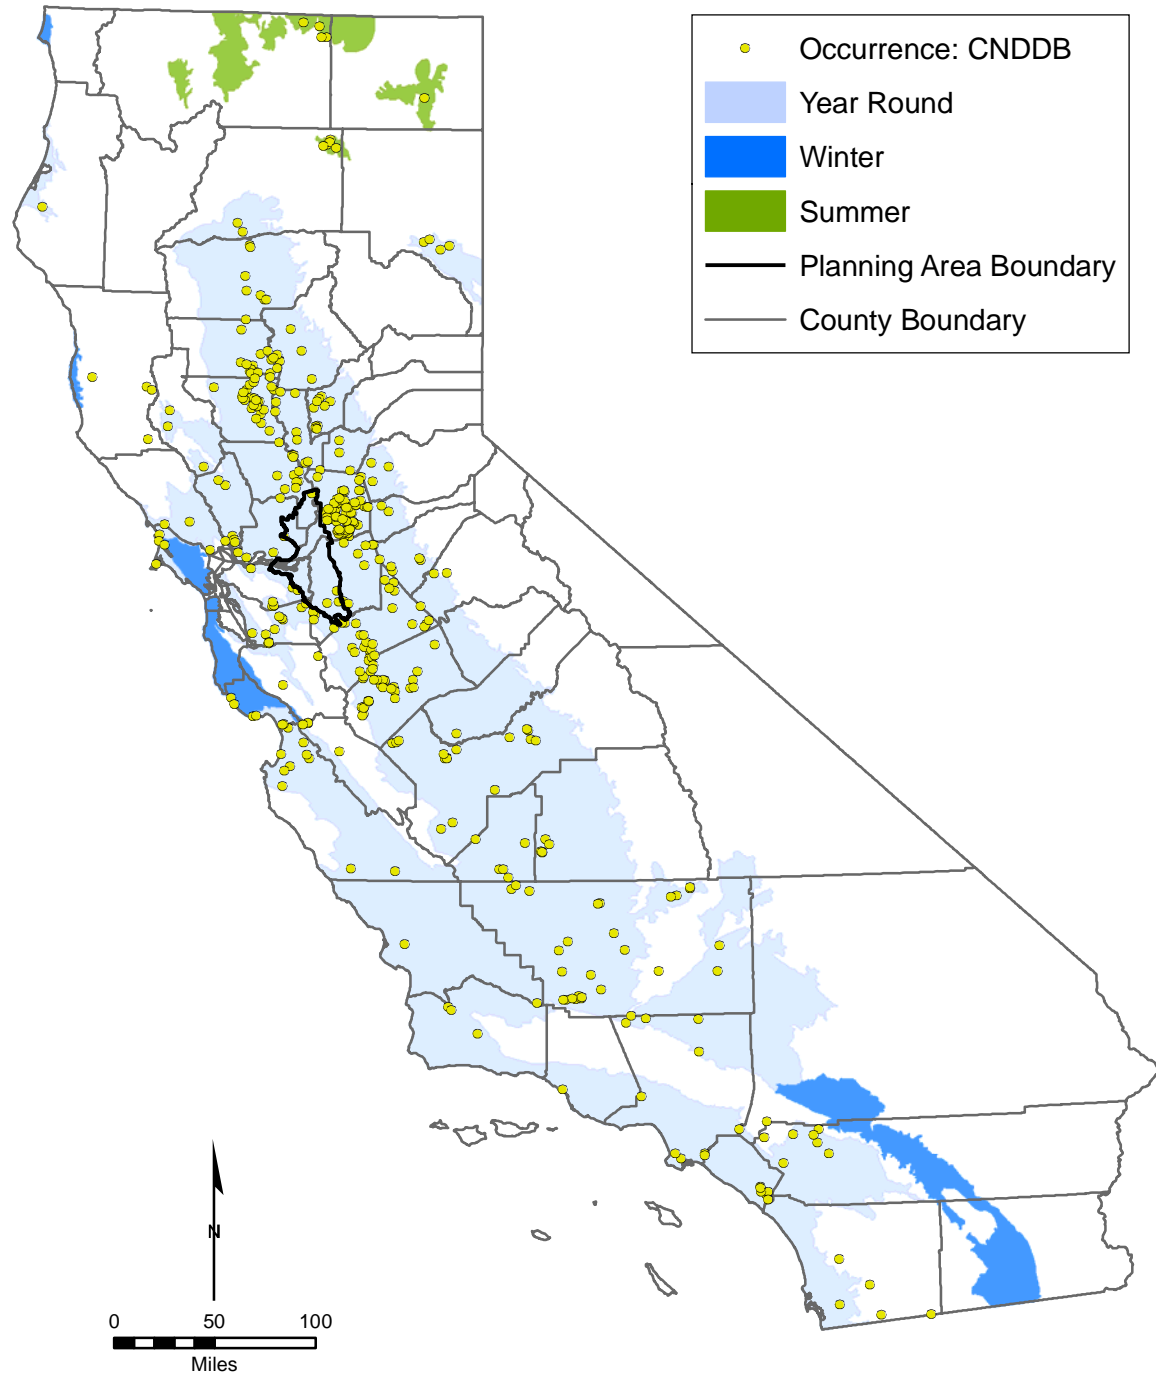 Occurrence: CNDDB
Year Round
Winter
Summer
Planning Area Boundary
County Boundary
N
0 50 100
Miles